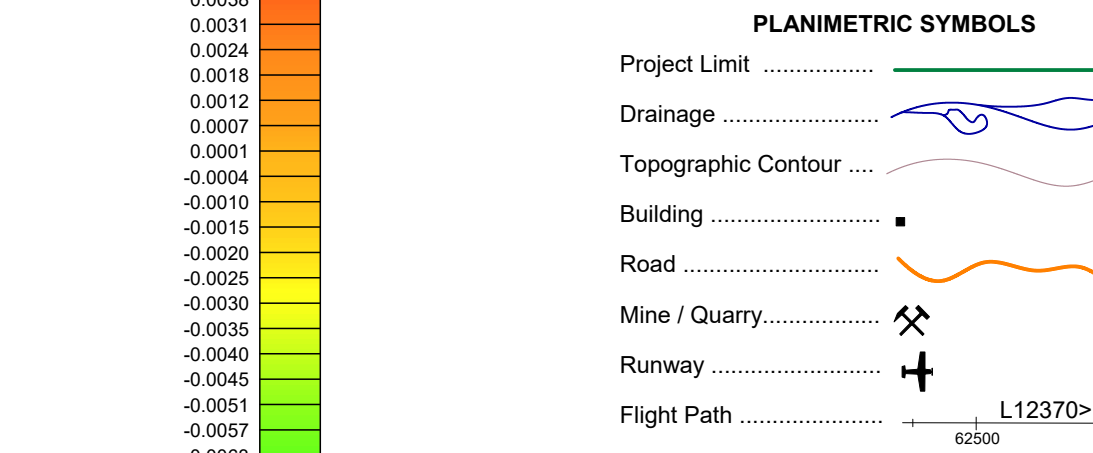 0.0038
0.0031
0.0024
0.0018
0.0012
0.0007
0.0001
-0.0004
-0.0010
-0.0015
-0.0020
-0.0025
-0.0030
-0.0035
-0.0040
-0.0045
-0.0051
-0.0057
PLANIMETRIC SYMBOLS
Project Limit .................
Drainage ........................
Topographic Contour ....
Building ..........................
Road ..............................
Mine / Quarry..................
Runway ..........................
Flight Path ......................
L12370>
62500